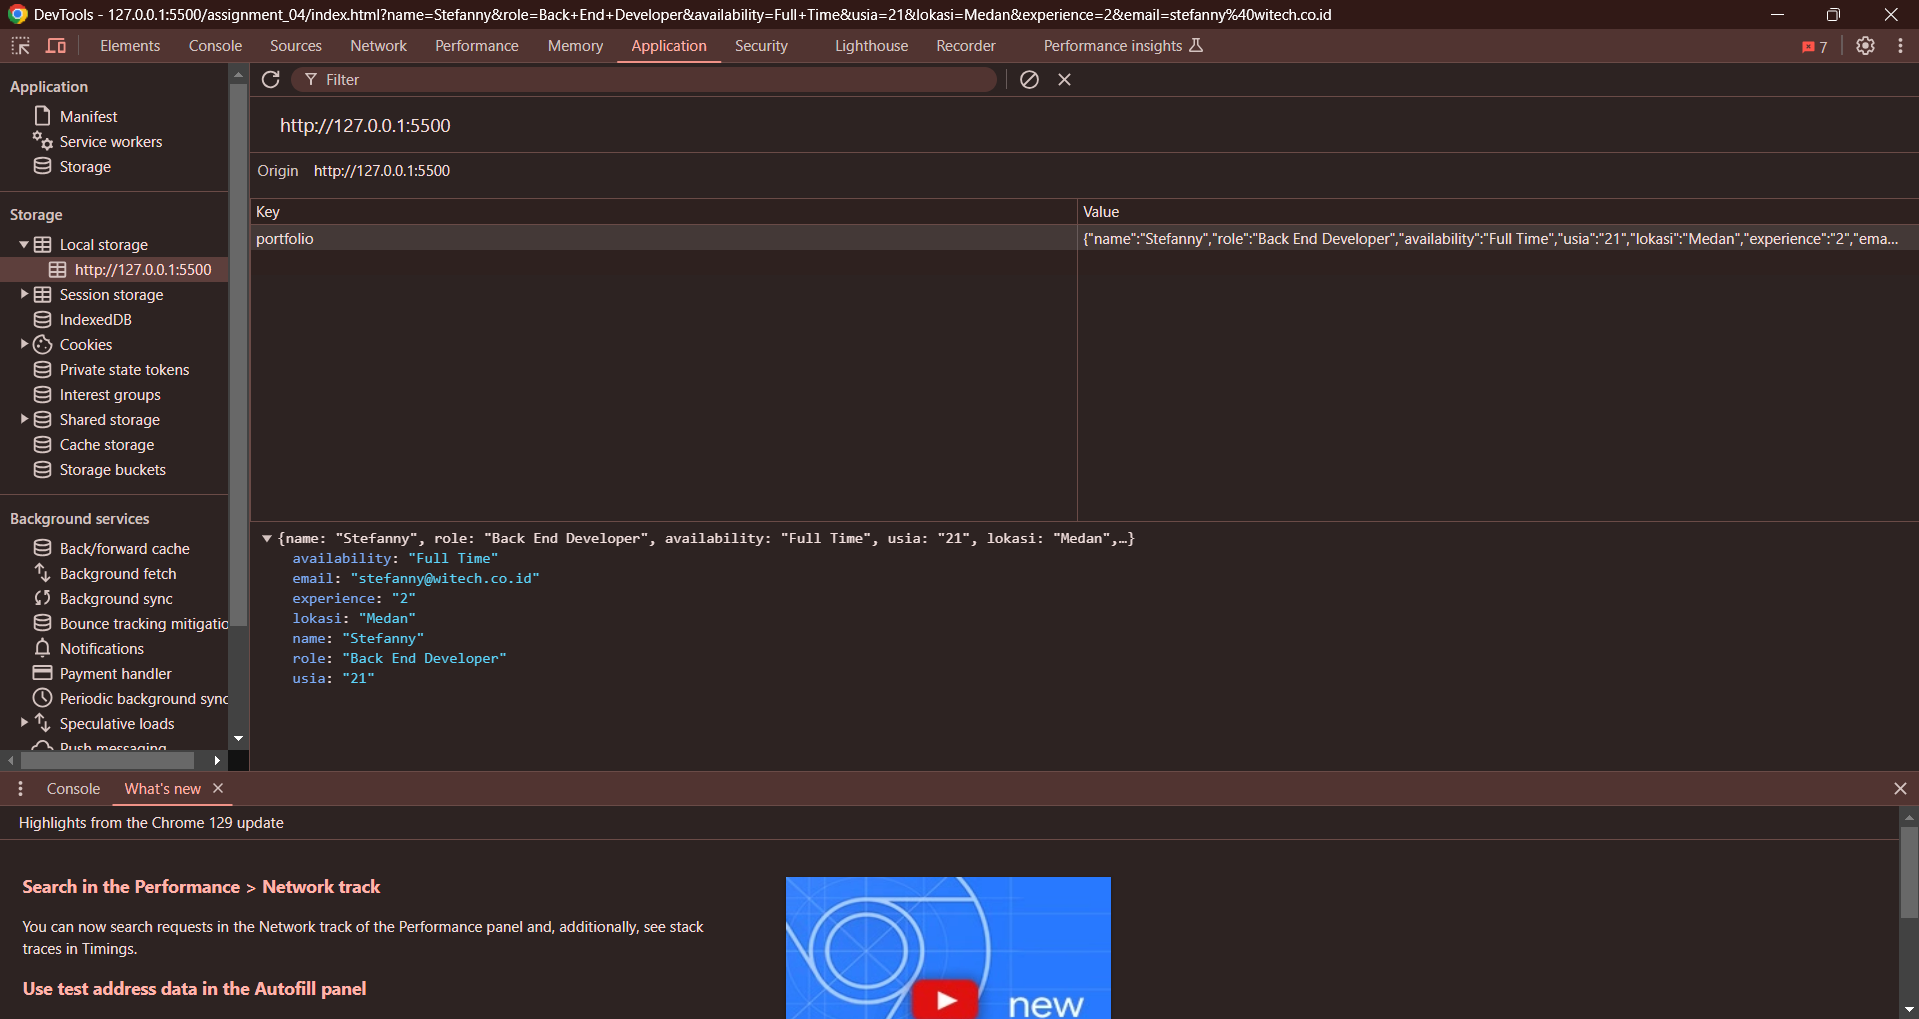 DevTools - 127.0.0.1:5500/assignment_04/index.html?name=Stefanny&role=Back+End+Developer&availability=Full+Time&usia=21&lokasi=Medan&experience=2&email=stefanny%40witech.co.id
Elements Console Sources Network Performance Memory Application Security Lighthouse Recorder Performance insights 7
Application
Manifest
Service workers
Storage
Storage
Local storage
http://127.0.0.1:5500
Session storage
IndexedDB
Cookies
Private state tokens
Interest groups
Shared storage
Cache storage
Storage buckets
Background services
Back/forward cache
Background fetch
Background sync
Bounce tracking mitigatio
Notifications
Payment handler
Periodic background sync
Speculative loads
Push messaging
Filter
http://127.0.0.1:5500
Origin http://127.0.0.1:5500
Key Value
portfolio {"name":"Stefanny","role":"Back End Developer","availability":"Full Time","usia":"21","lokasi":"Medan","experience":"2","ema...
{name: "Stefanny", role: "Back End Developer", availability: "Full Time", usia: "21", lokasi: "Medan",…}
availability: "Full Time"
email: "stefanny@witech.co.id"
experience: "2"
lokasi: "Medan"
name: "Stefanny"
role: "Back End Developer"
usia: "21"
Console What's new
Highlights from the Chrome 129 update
Search in the Performance > Network track
You can now search requests in the Network track of the Performance panel and, additionally, see stack
traces in Timings.
Use test address data in the Autofill panel
new